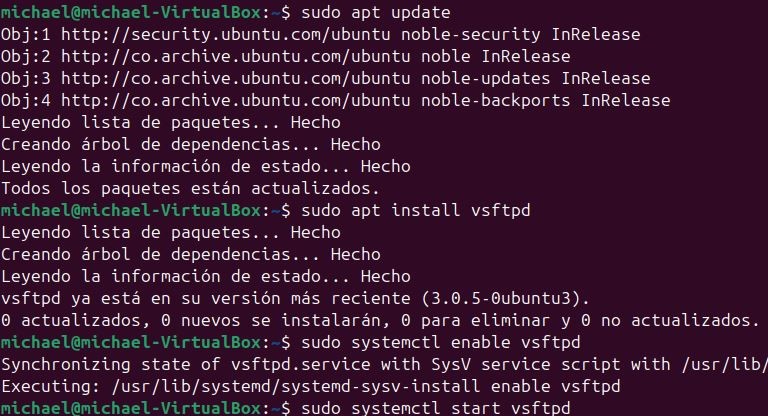 michael@michael-VirtualBox:~$ sudo apt update
Obj:1 http://security.ubuntu.com/ubuntu noble-security InRelease
Obj:2 http://co.archive.ubuntu.com/ubuntu noble InRelease
Obj:3 http://co.archive.ubuntu.com/ubuntu noble-updates InRelease
Obj:4 http://co.archive.ubuntu.com/ubuntu noble-backports InRelease
Leyendo lista de paquetes... Hecho
Creando árbol de dependencias... Hecho
Leyendo la información de estado... Hecho
Todos los paquetes están actualizados.
michael@michael-VirtualBox:~$ sudo apt install vsftpd
Leyendo lista de paquetes... Hecho
Creando árbol de dependencias... Hecho
Leyendo la información de estado... Hecho
vsftpd ya está en su versión más reciente (3.0.5-0ubuntu3).
0 actualizados, 0 nuevos se instalarán, 0 para eliminar y 0 no actualizados.
michael@michael-VirtualBox:~$ sudo systemctl enable vsftpd
Synchronizing state of vsftpd.service with SysV service script with /usr/lib/
Executing: /usr/lib/systemd/systemd-sysv-install enable vsftpd
michael@michael-VirtualBox:~$ sudo systemctl start vsftpd